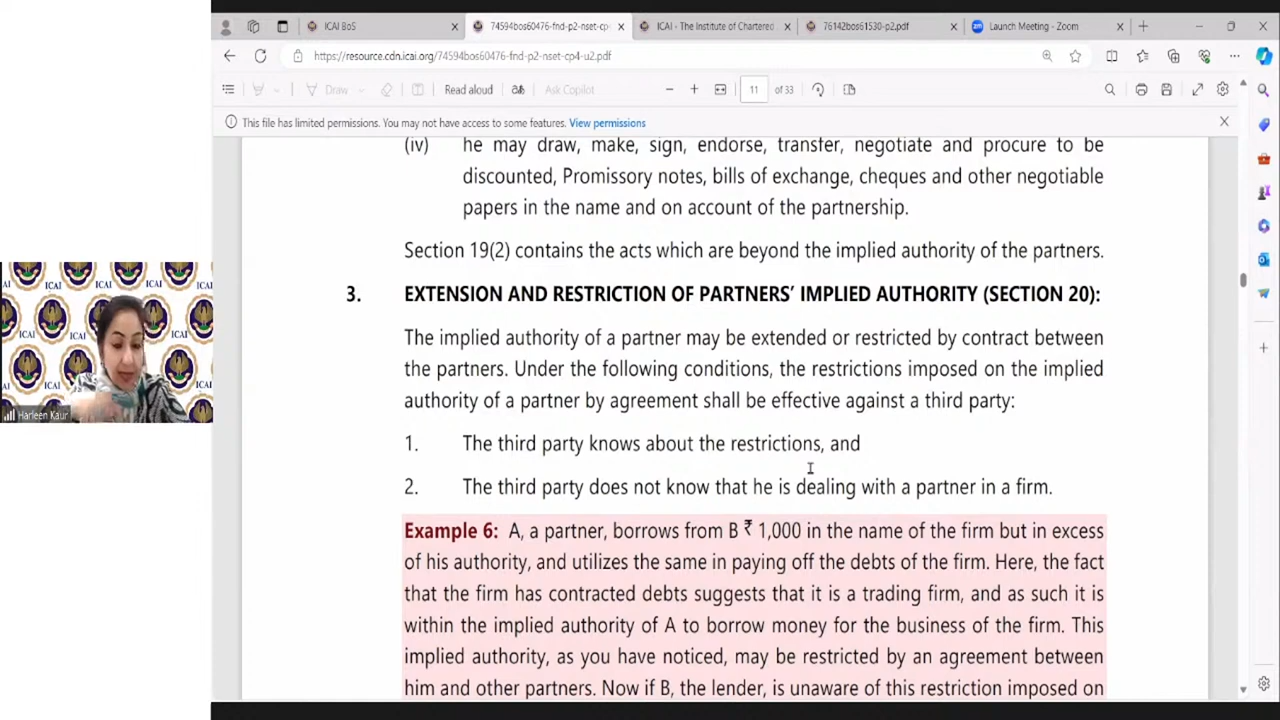 ICAI BoS
74594bos60476-fnd-p2-nset-cp
ICAI - The Institute of Chartered
76142bos61530-p2.pdf
Launch Meeting - Zoom
https://resource.cdn.icai.org/74594bos60476-fnd-p2-nset-cp4-u2.pdf
Draw
Read aloud
Ask Copilot
11
of 33
This file has limited permissions. You may not have access to some features. View permissions
(iv) he may draw, make, sign, endorse, transfer, negotiate and procure to be
discounted, Promissory notes, bills of exchange, cheques and other negotiable
papers in the name and on account of the partnership.
Section 19(2) contains the acts which are beyond the implied authority of the partners.
3. EXTENSION AND RESTRICTION OF PARTNERS' IMPLIED AUTHORITY (SECTION 20):
The implied authority of a partner may be extended or restricted by contract between
the partners. Under the following conditions, the restrictions imposed on the implied
authority of a partner by agreement shall be effective against a third party:
1. The third party knows about the restrictions, and
2. The third party does not know that he is dealing with a partner in a firm.
Example 6: A, a partner, borrows from B ₹ 1,000 in the name of the firm but in excess
of his authority, and utilizes the same in paying off the debts of the firm. Here, the fact
that the firm has contracted debts suggests that it is a trading firm, and as such it is
within the implied authority of A to borrow money for the business of the firm. This
implied authority, as you have noticed, may be restricted by an agreement between
him and other partners. Now if B, the lender, is unaware of this restriction imposed on
ICAI
ICAI
ICAI
ICAI
ICAI
Harleen Kaur